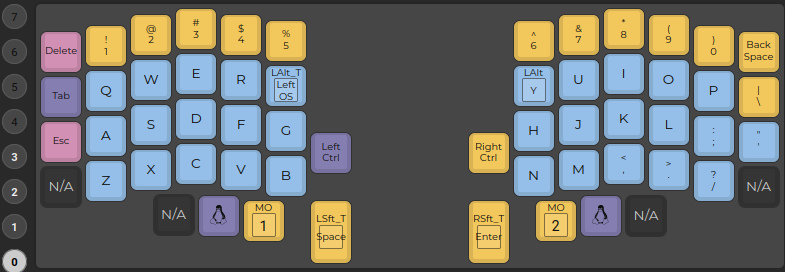 7
6
5
4
3
2
1
0
Delete
!
1
@
2
#
3
$
4
%
5
^
6
&
7
*
8
(
9
)
0
Back
Space
Tab
Q
W
E
R
LAlt_T
Left
OS
LAlt
Y
U
I
O
P
|
\
Esc
A
S
D
F
G
H
J
K
L
:
;
"
'
N/A
Z
X
C
V
B
Left
Ctrl
Right
Ctrl
N
M
<
,
>
.
?
/
N/A
N/A
MO
1
LSft_T
Space
RSft_T
Enter
MO
2
N/A